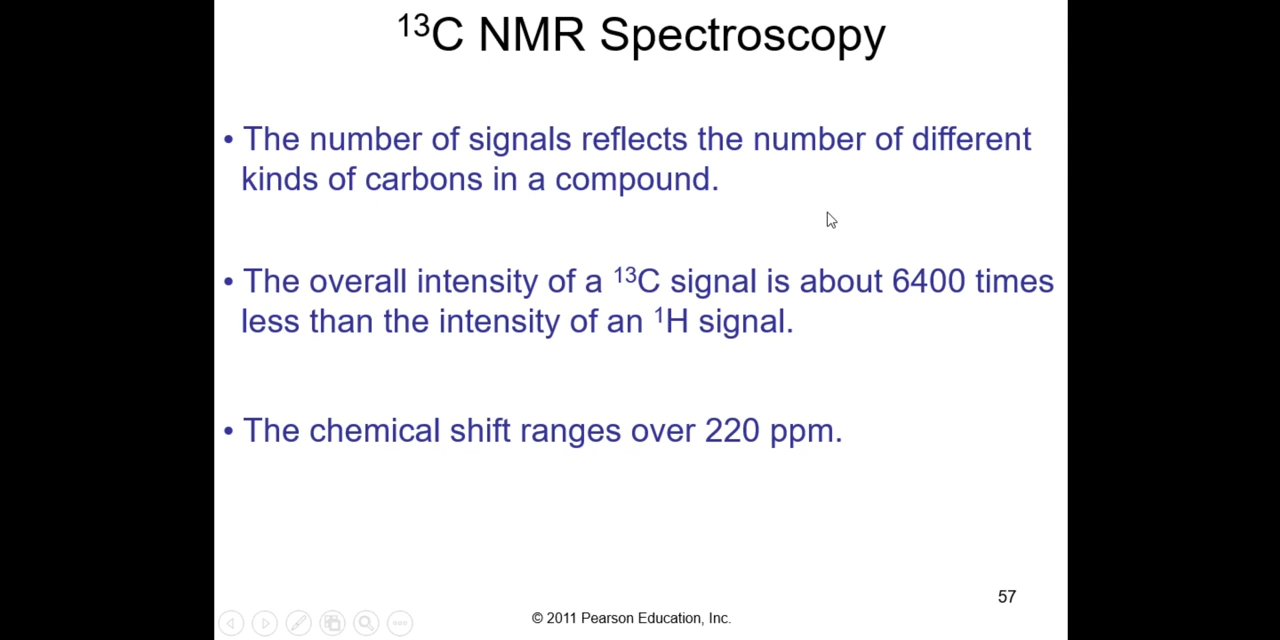 ¹³C NMR Spectroscopy
• The number of signals reflects the number of different
kinds of carbons in a compound.
• The overall intensity of a ¹³C signal is about 6400 times
less than the intensity of an ¹H signal.
• The chemical shift ranges over 220 ppm.
57
© 2011 Pearson Education, Inc.